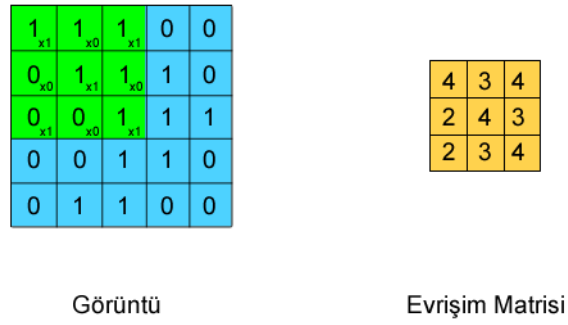 1x1 1x0 1x1 0 0
0x0 1x1 1x0 1 0
0x1 0x0 1x1 1 1
0 0 1 1 0
0 1 1 0 0
4 3 4
2 4 3
2 3 4
Görüntü
Evrişim Matrisi